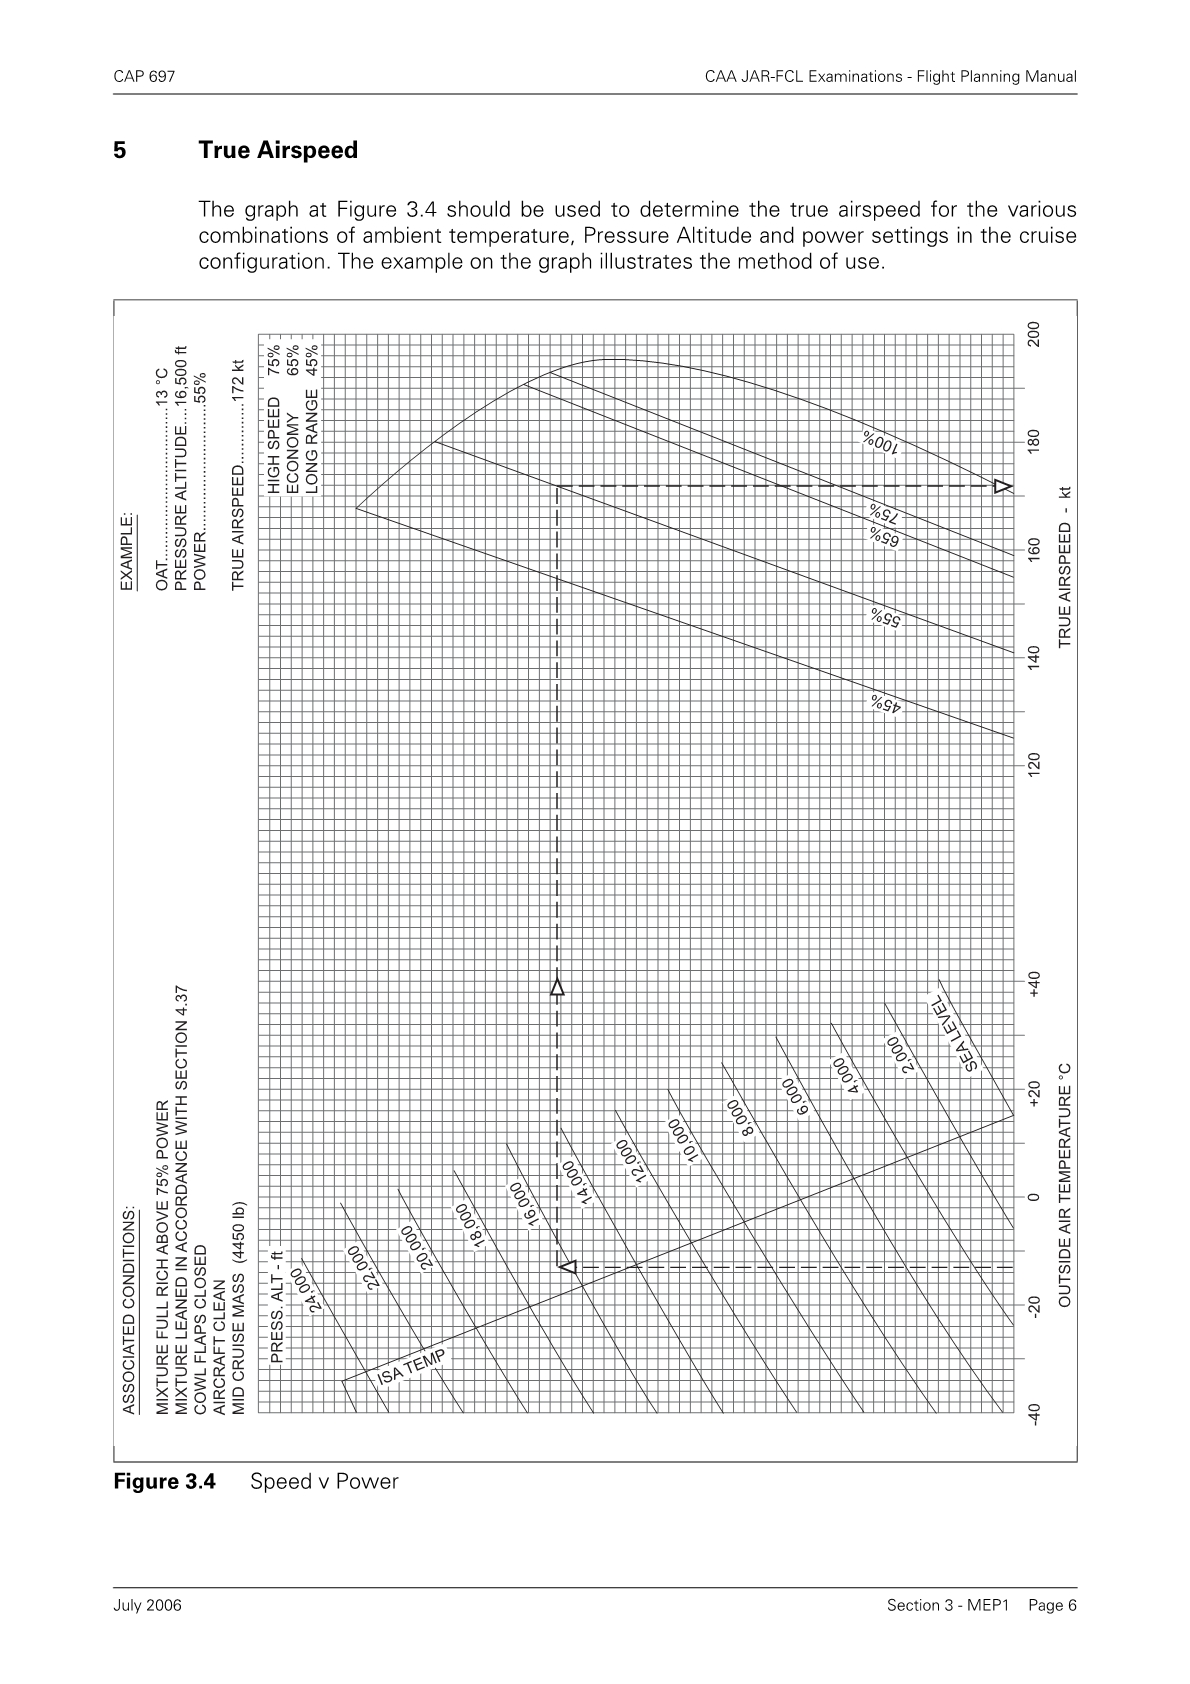 CAP 697
CAA JAR-FCL Examinations - Flight Planning Manual
5 True Airspeed
The graph at Figure 3.4 should be used to determine the true airspeed for the various
combinations of ambient temperature, Pressure Altitude and power settings in the cruise
configuration. The example on the graph illustrates the method of use.
ASSOCIATED CONDITIONS:
MIXTURE FULL RICH ABOVE 75% POWER
MIXTURE LEANED IN ACCORDANCE WITH SECTION 4.37
COWL FLAPS CLOSED
AIRCRAFT CLEAN
MID CRUISE MASS (4450 lb)
EXAMPLE:
OAT..............................13 °C
PRESSURE ALTITUDE....16,500 ft
POWER..........................55%
TRUE AIRSPEED..............172 kt
HIGH SPEED 75%
ECONOMY 65%
LONG RANGE 45%
PRESS. ALT - ft
24,000
22,000
20,000
18,000
16,000
14,000
12,000
10,000
8,000
6,000
4,000
2,000
SEA LEVEL
ISA TEMP
45%
55%
65%
75%
100%
-40
-20
0
+20
+40
120
140
160
180
200
OUTSIDE AIR TEMPERATURE °C
TRUE AIRSPEED - kt
Figure 3.4 Speed v Power
July 2006
Section 3 - MEP1 Page 6